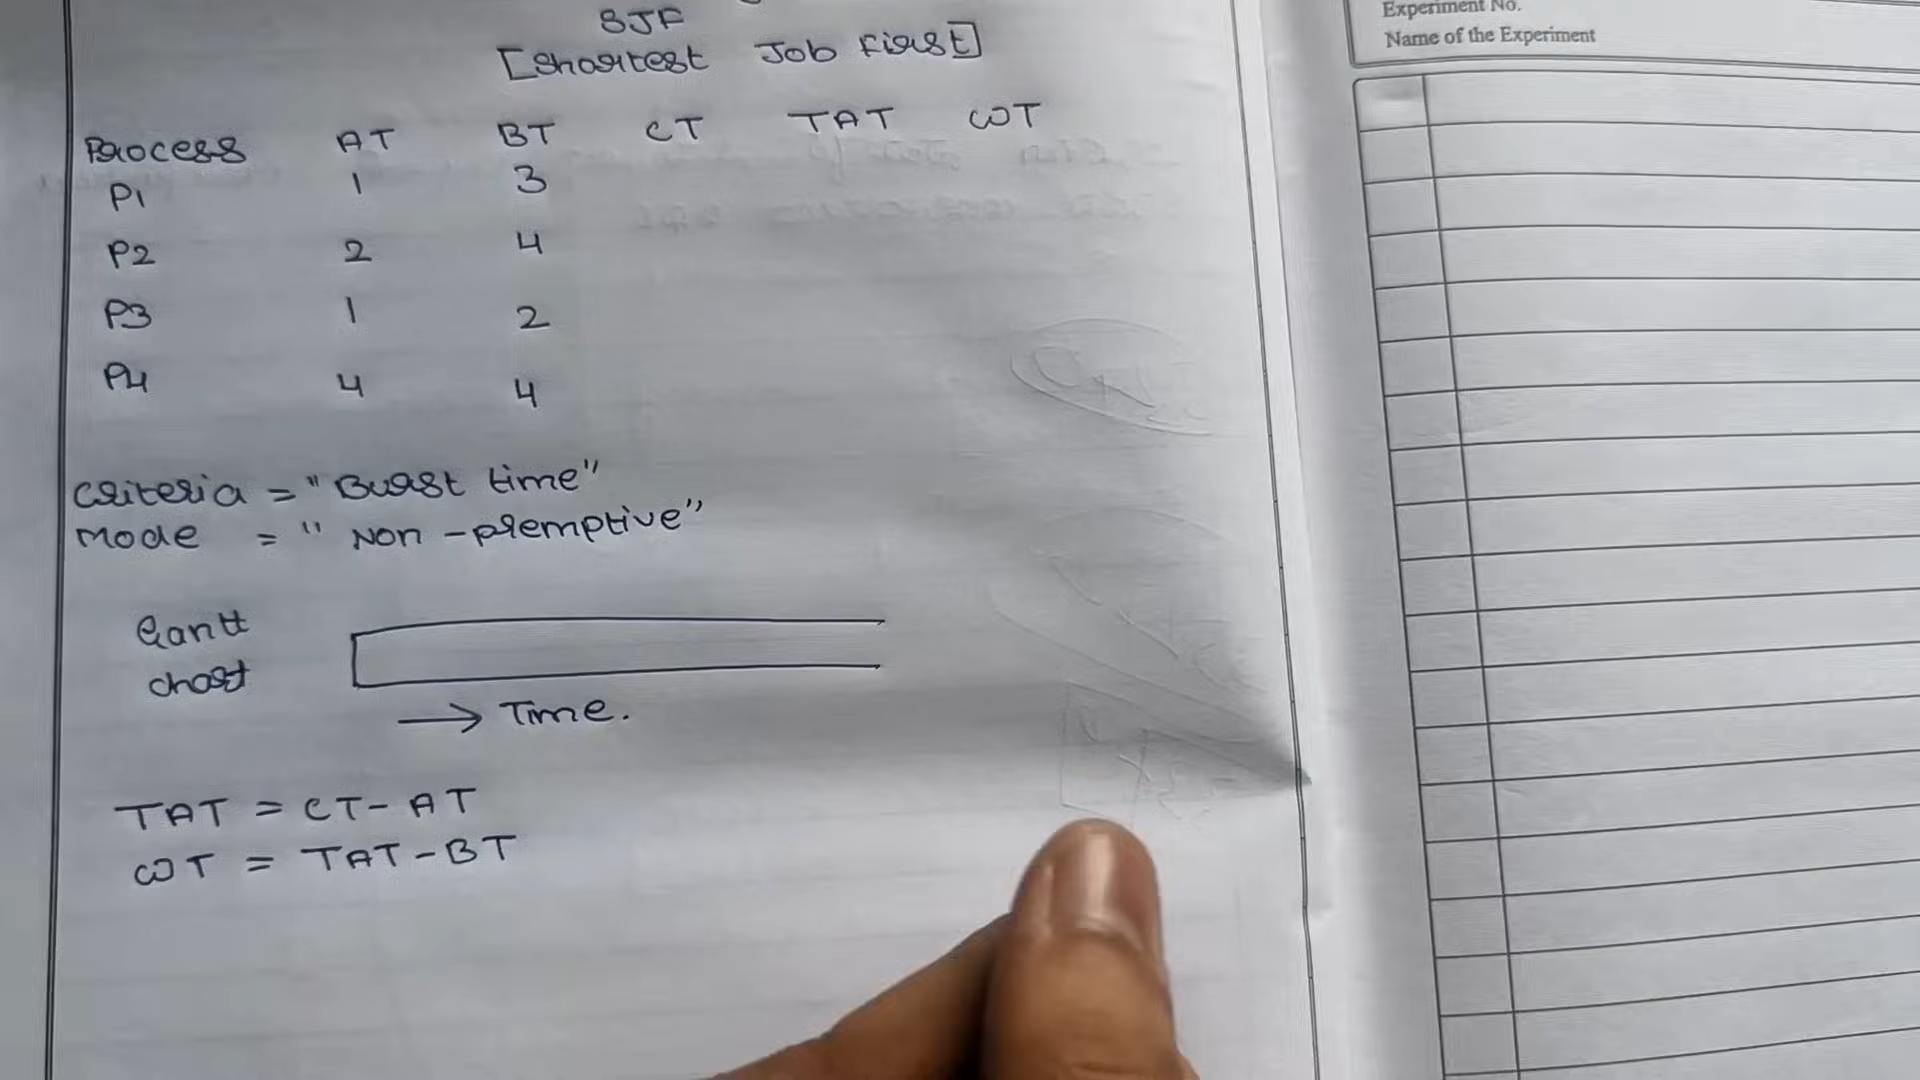 SJF
[Shortest Job First]
Process AT BT CT TAT WT
P1 1 3
P2 2 4
P3 1 2
P4 4 4
Criteria = "Burst time"
Mode = "Non-premptive"
Gantt
chart
→ Time.
TAT = CT - AT
WT = TAT - BT
Experiment No.
Name of the Experiment